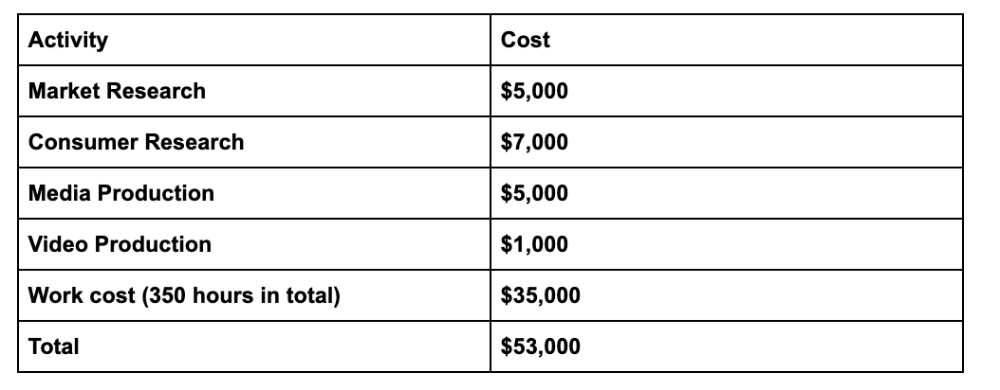 Activity Cost
Market Research $5,000
Consumer Research $7,000
Media Production $5,000
Video Production $1,000
Work cost (350 hours in total) $35,000
Total $53,000